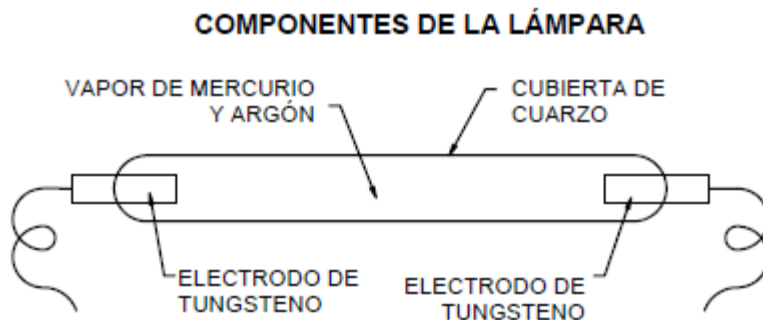 COMPONENTES DE LA LÁMPARA
VAPOR DE MERCURIO
Y ARGÓN
CUBIERTA DE
CUARZO
ELECTRODO DE
TUNGSTENO
ELECTRODO DE
TUNGSTENO